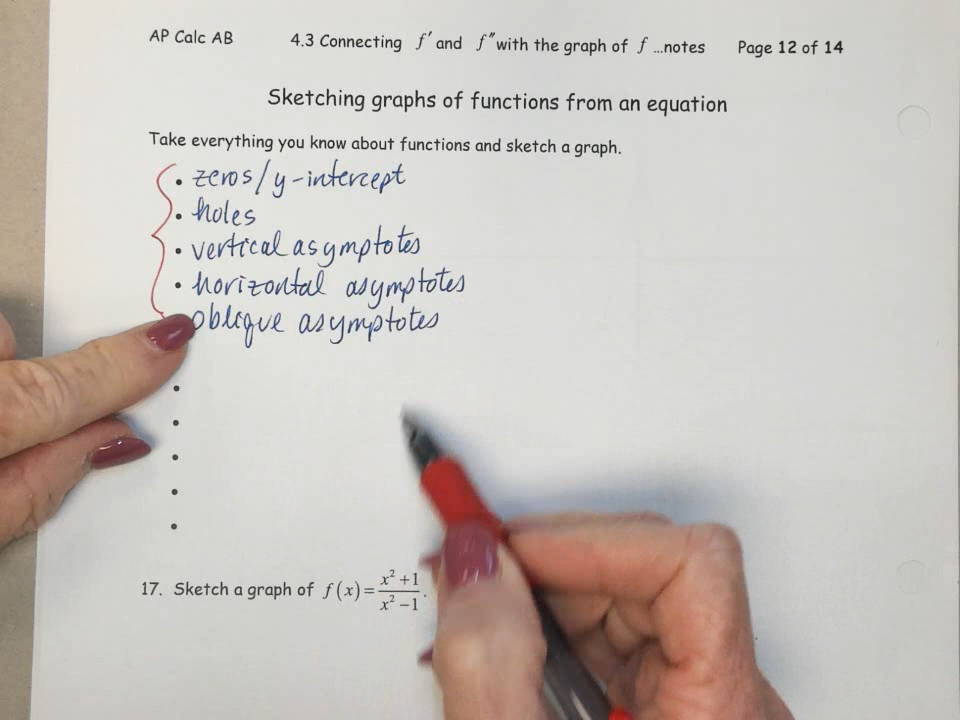 AP Calc AB 4.3 Connecting f′ and f″ with the graph of f …notes Page 12 of 14
Sketching graphs of functions from an equation
Take everything you know about functions and sketch a graph.
• zeros/y-intercept
• holes
• vertical asymptotes
• horizontal asymptotes
oblique asymptotes
•
•
•
•
•
17. Sketch a graph of f(x)=(x²+1)/(x²−1).